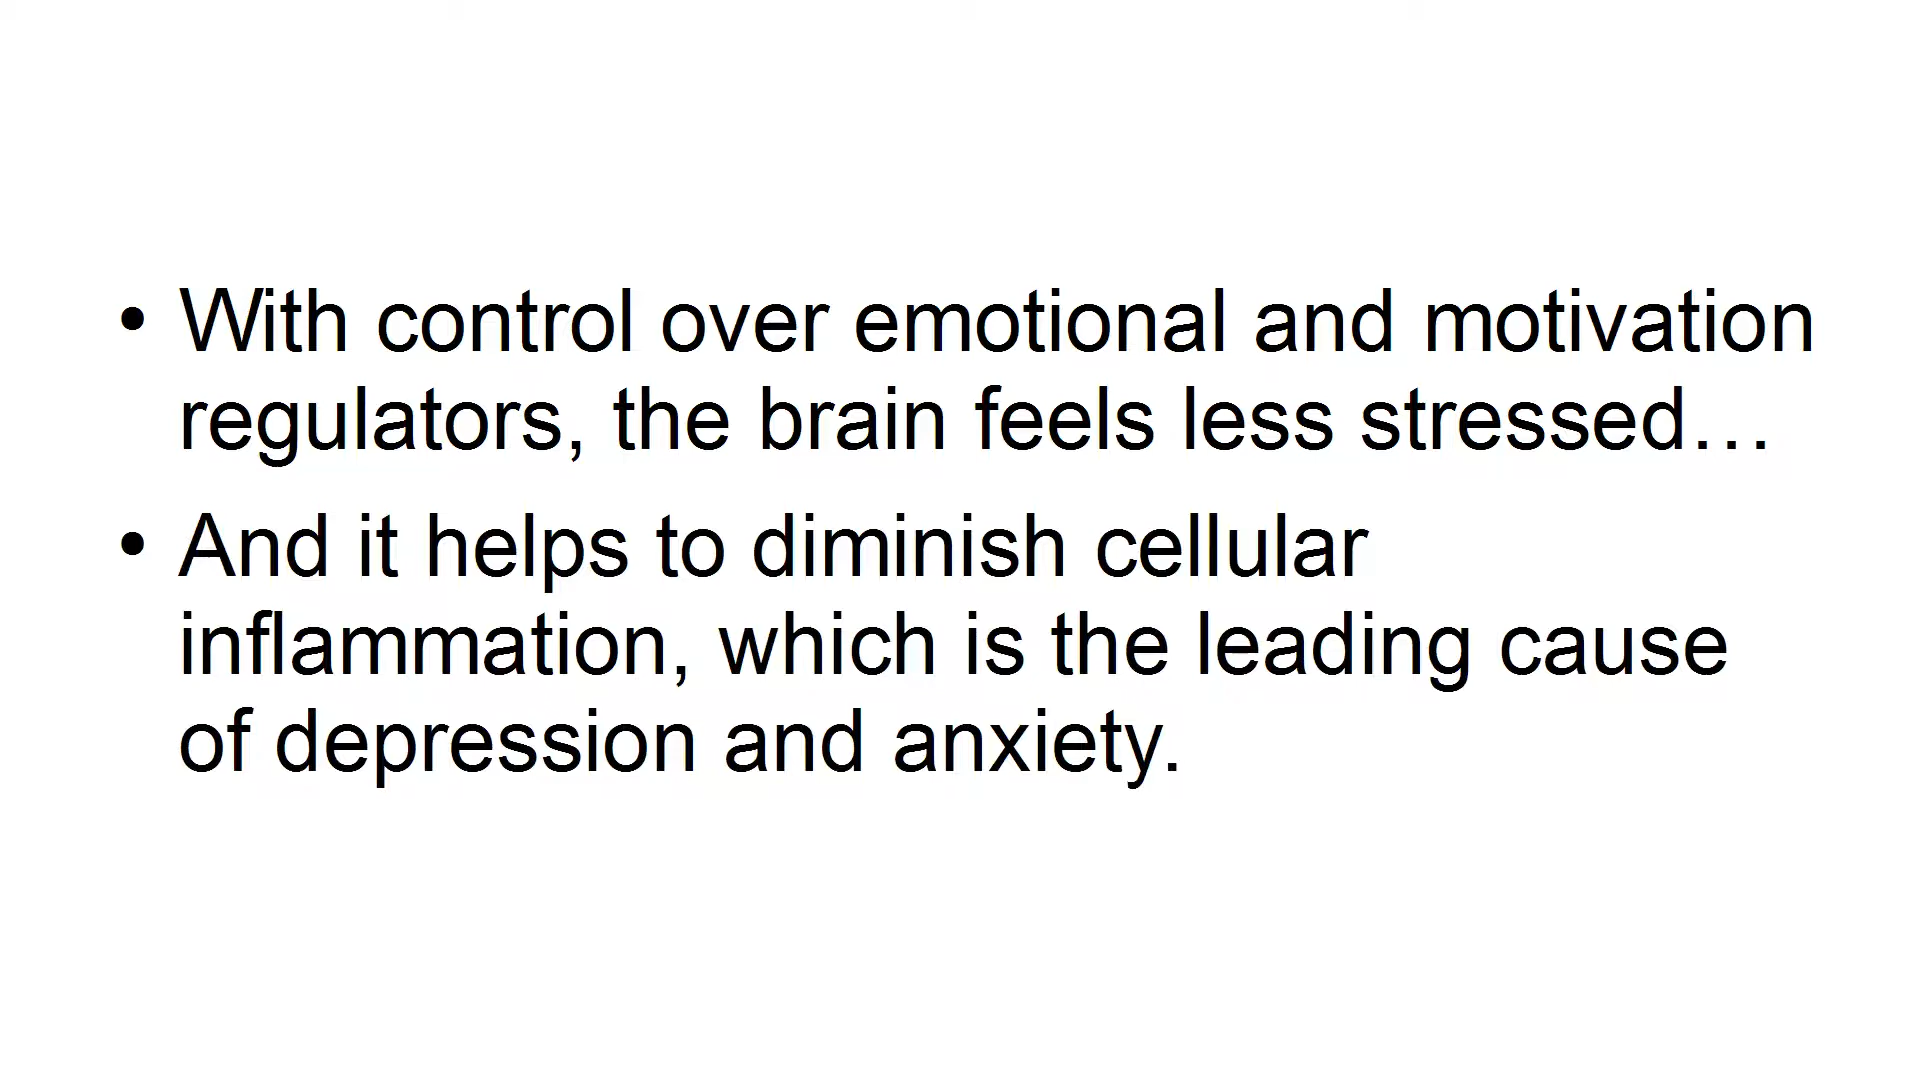 • With control over emotional and motivation
regulators, the brain feels less stressed…
• And it helps to diminish cellular
inflammation, which is the leading cause
of depression and anxiety.